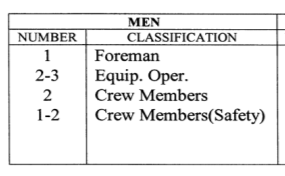 MEN
NUMBER CLASSIFICATION
1 Foreman
2-3 Equip. Oper.
2 Crew Members
1-2 Crew Members(Safety)